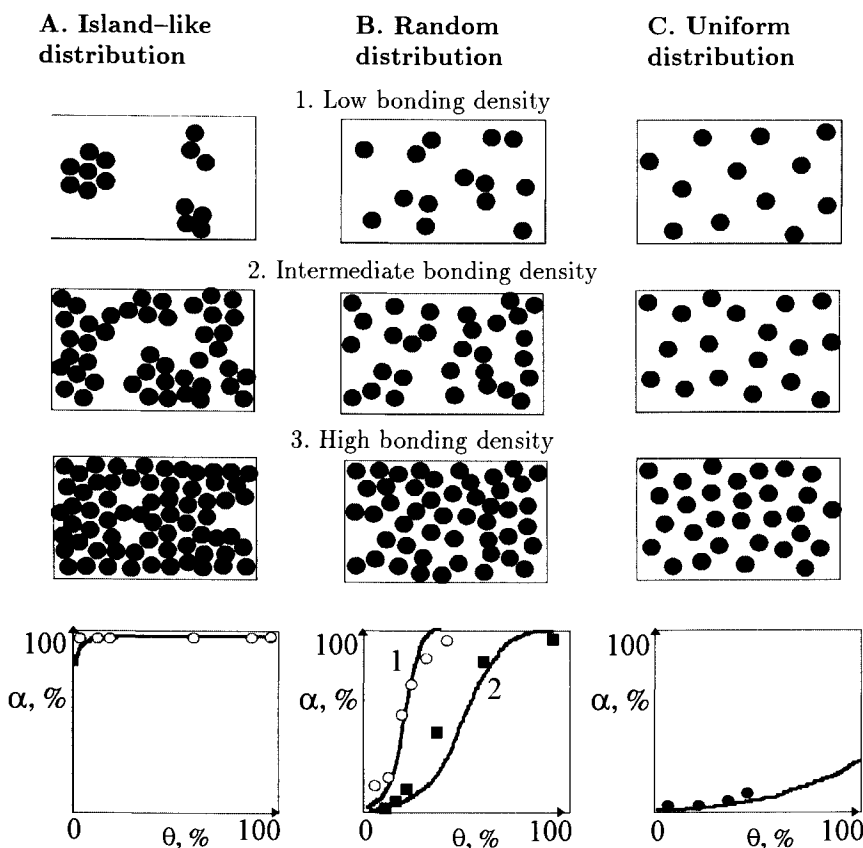 A. Island–like distribution
B. Random distribution
C. Uniform distribution
1. Low bonding density
2. Intermediate bonding density
3. High bonding density
100
α, %
0
θ, %
100
100
α, %
1
2
0
θ, %
100
100
α, %
0
θ, %
100